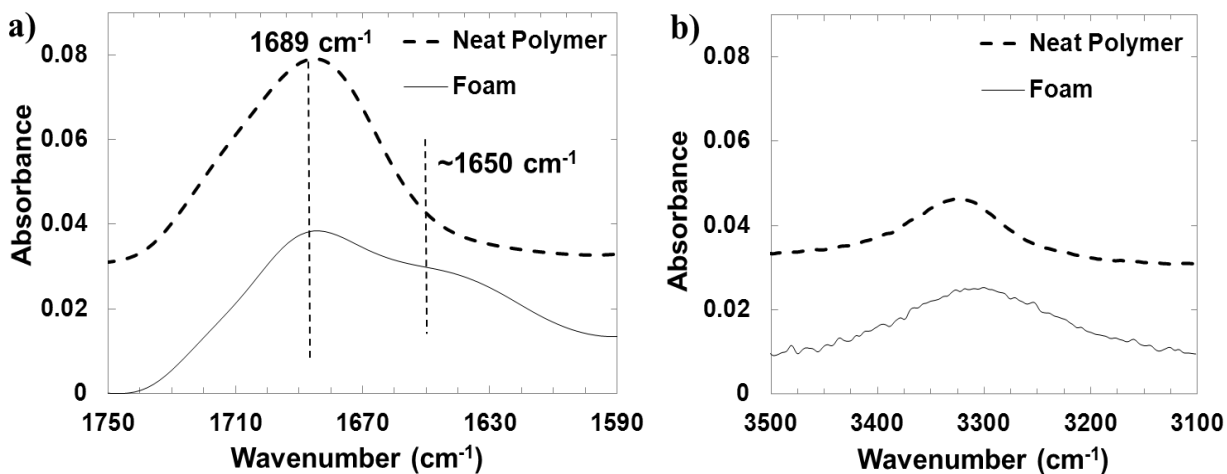 a)
1689 cm-1
Neat Polymer
Foam
~1650 cm-1
Absorbance
0.08
0.06
0.04
0.02
0
1750
1710
1670
1630
1590
Wavenumber (cm-1)
b)
Neat Polymer
Foam
Absorbance
0.08
0.06
0.04
0.02
0
3500
3400
3300
3200
3100
Wavenumber (cm-1)